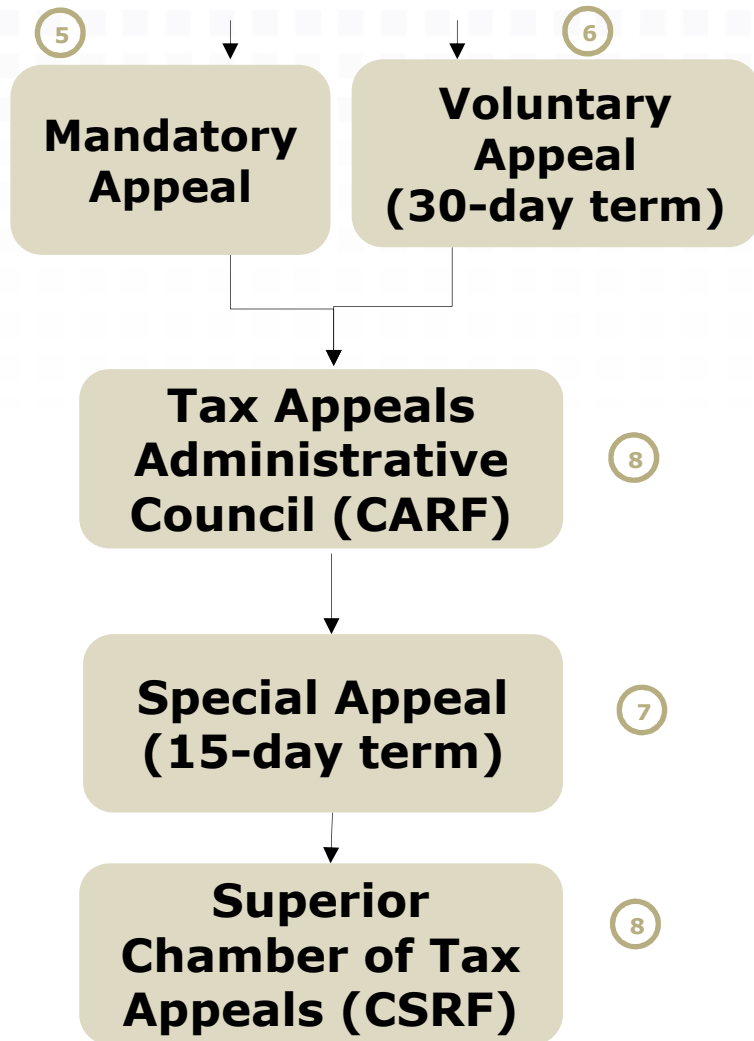 5
6
Mandatory
Appeal
Voluntary
Appeal
(30-day term)
Tax Appeals
Administrative
Council (CARF)
8
Special Appeal
(15-day term)
7
Superior
Chamber of Tax
Appeals (CSRF)
8